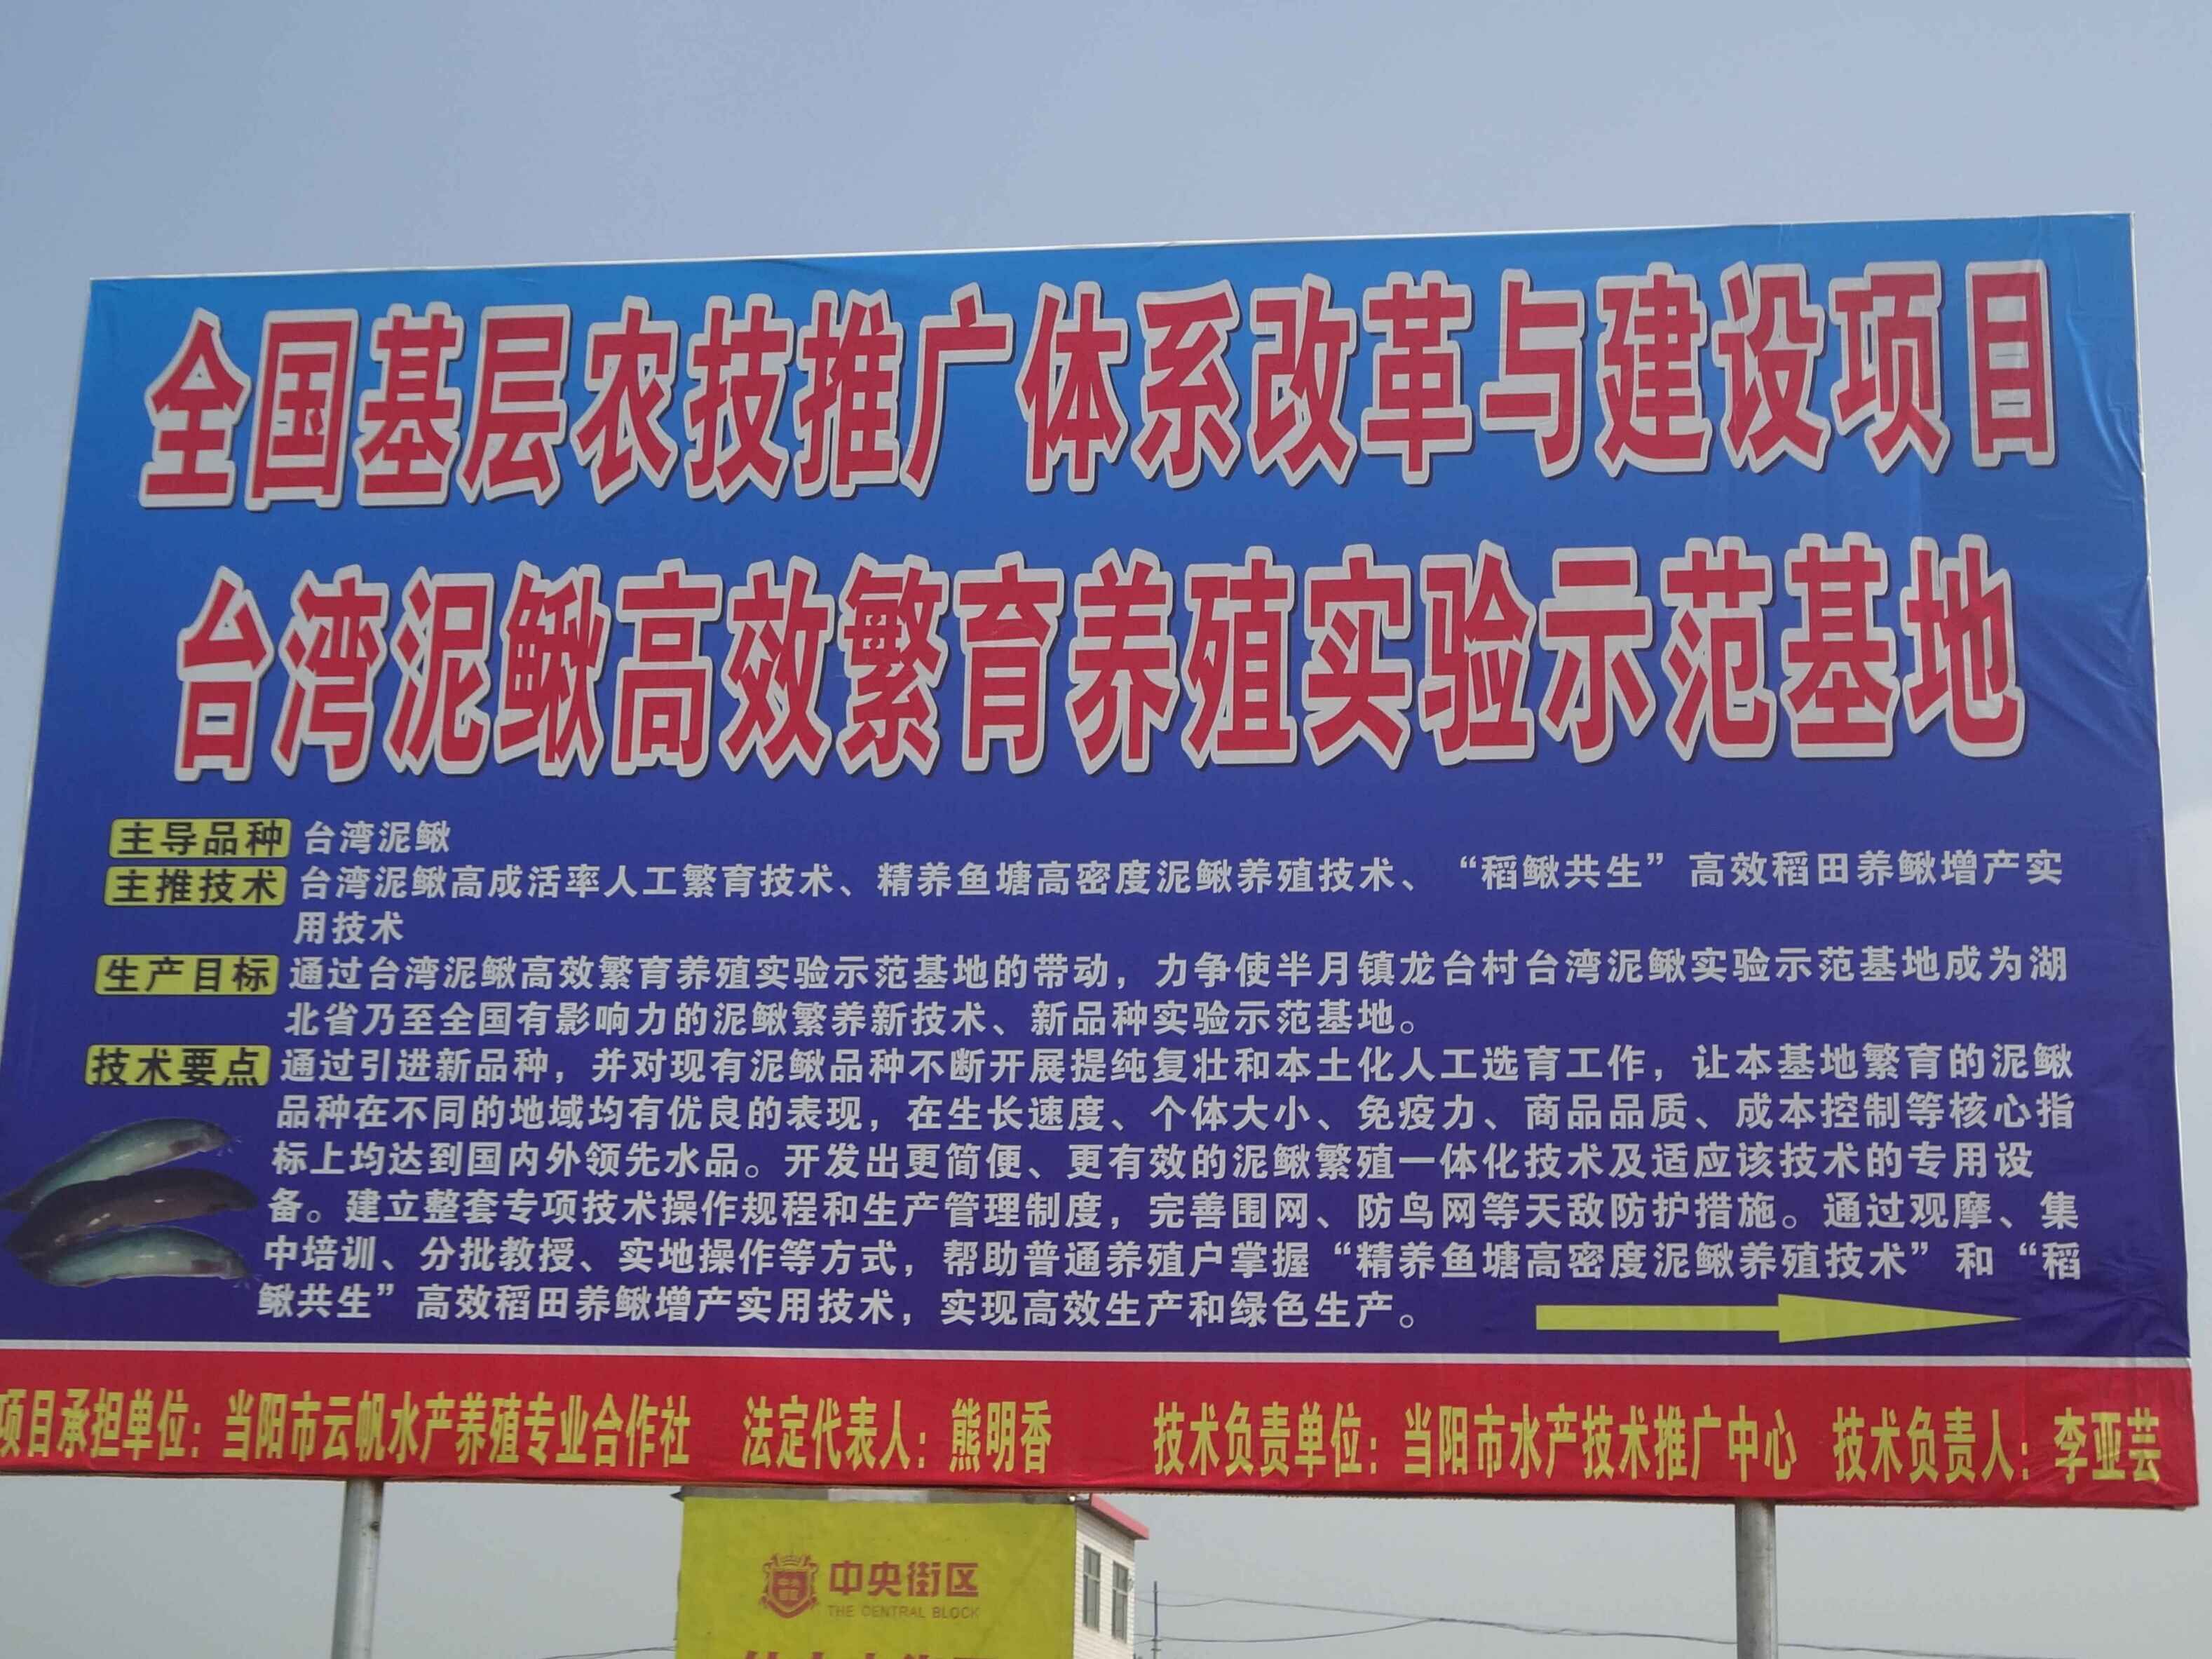 全国基层农技推广体系改革与建设项目
台湾泥鳅高效繁育养殖实验示范基地
主导品种 台湾泥鳅
主推技术 台湾泥鳅高成活率人工繁育技术、精养鱼塘高密度泥鳅养殖技术、“稻鳅共生”高效稻田养鳅增产实
用技术
生产目标 通过台湾泥鳅高效繁育养殖实验示范基地的带动，力争使半月镇龙台村台湾泥鳅实验示范基地成为湖
北省乃至全国有影响力的泥鳅繁养新技术、新品种实验示范基地。
技术要点 通过引进新品种，并对现有泥鳅品种不断开展提纯复壮和本土化人工选育工作，让本基地繁育的泥鳅
品种在不同的地域均有优良的表现，在生长速度、个体大小、免疫力、商品品质、成本控制等核心指
标上均达到国内外领先水品。开发出更简便、更有效的泥鳅繁殖一体化技术及适应该技术的专用设
备。建立整套专项技术操作规程和生产管理制度，完善围网、防鸟网等天敌防护措施。通过观摩、集
中培训、分批教授、实地操作等方式，帮助普通养殖户掌握“精养鱼塘高密度泥鳅养殖技术”和“稻
鳅共生”高效稻田养鳅增产实用技术，实现高效生产和绿色生产。
项目承担单位：当阳市云帆水产养殖专业合作社 法定代表人：熊明香 技术负责单位：当阳市水产技术推广中心 技术负责人：李亚芸
中央街区
THE CENTRAL BLOCK